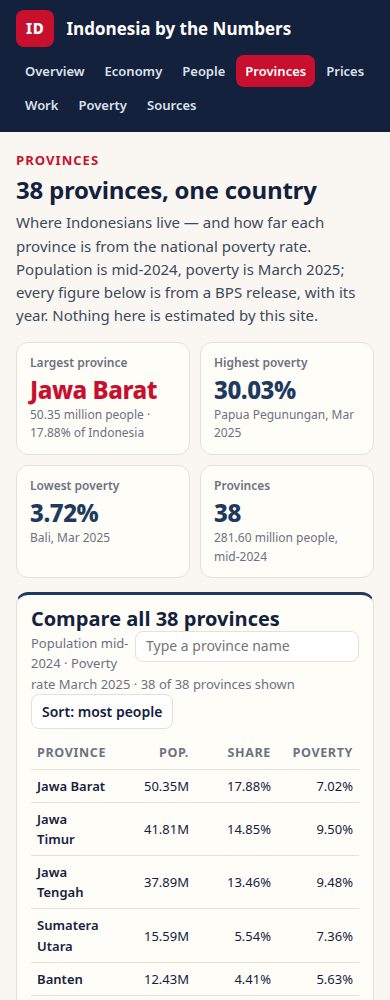 ID
Indonesia by the Numbers
Overview Economy People Provinces Prices
Work Poverty Sources
PROVINCES
38 provinces, one country
Where Indonesians live — and how far each
province is from the national poverty rate.
Population is mid-2024, poverty is March 2025;
every figure below is from a BPS release, with its
year. Nothing here is estimated by this site.
Largest province
Jawa Barat
50.35 million people ·
17.88% of Indonesia
Highest poverty
30.03%
Papua Pegunungan, Mar
2025
Lowest poverty
3.72%
Bali, Mar 2025
Provinces
38
281.60 million people,
mid-2024
Compare all 38 provinces
Population mid-
2024 · Poverty
rate March 2025 · 38 of 38 provinces shown
Type a province name
Sort: most people
PROVINCE POP. SHARE POVERTY
Jawa Barat 50.35M 17.88% 7.02%
Jawa
Timur 41.81M 14.85% 9.50%
Jawa
Tengah 37.89M 13.46% 9.48%
Sumatera
Utara 15.59M 5.54% 7.36%
Banten 12.43M 4.41% 5.63%